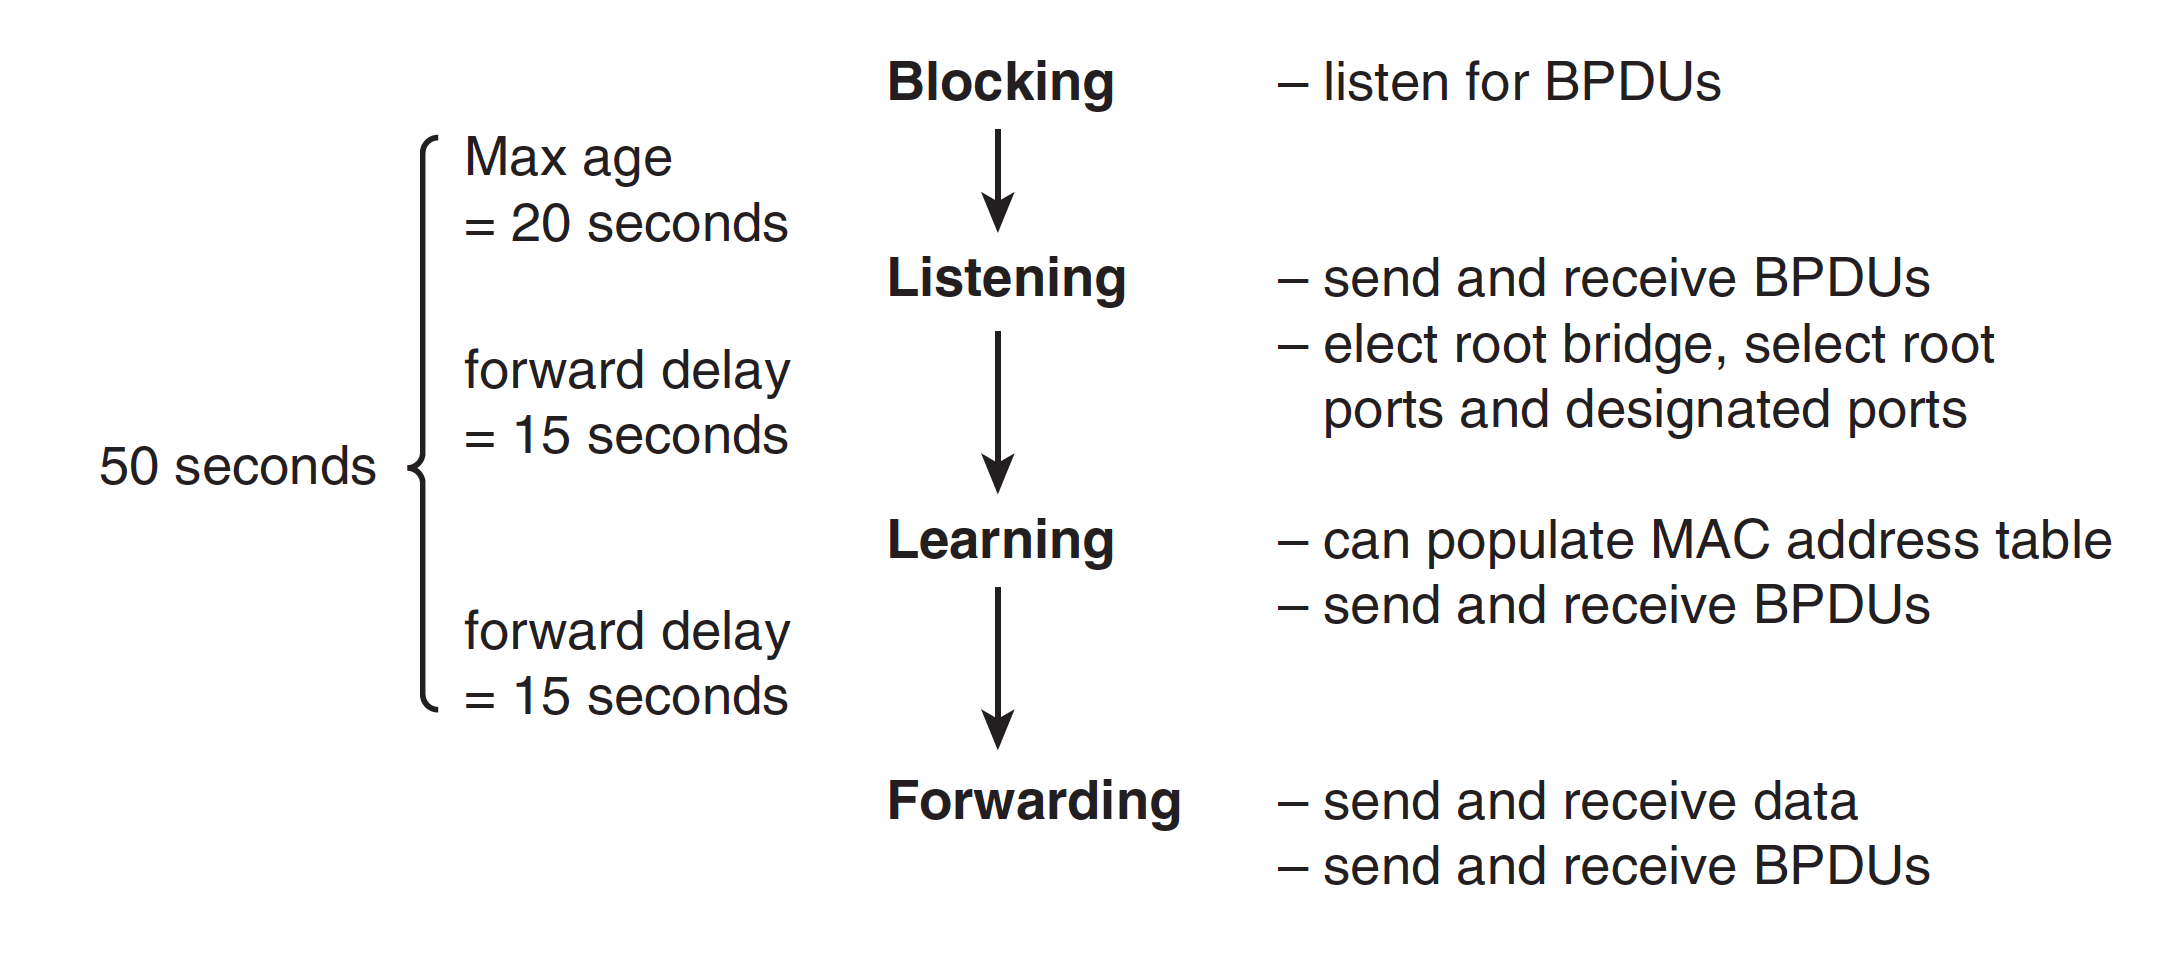 Blocking – listen for BPDUs
Max age
= 20 seconds
Listening – send and receive BPDUs
– elect root bridge, select root
ports and designated ports
forward delay
= 15 seconds
50 seconds
Learning – can populate MAC address table
– send and receive BPDUs
forward delay
= 15 seconds
Forwarding – send and receive data
– send and receive BPDUs